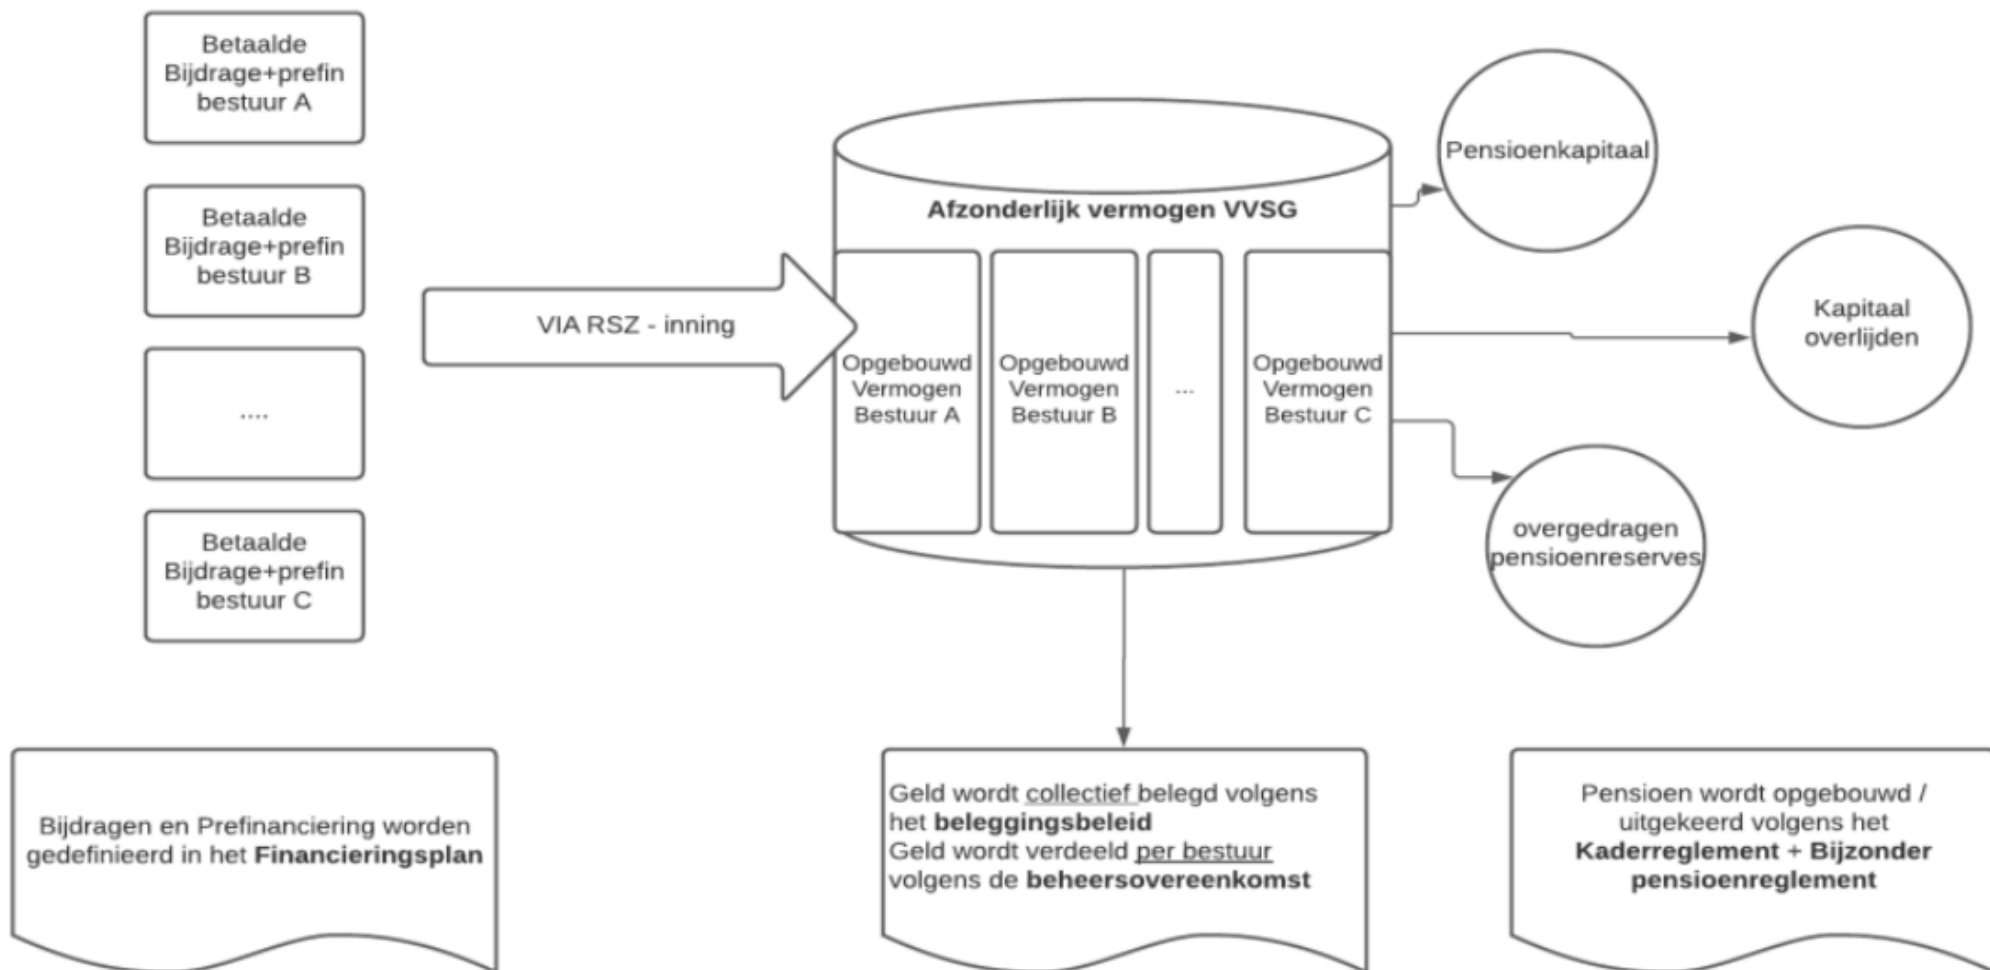 Betaalde
Bijdrage+prefin
bestuur A
Betaalde
Bijdrage+prefin
bestuur B
....
Betaalde
Bijdrage+prefin
bestuur C
VIA RSZ - inning
Afzonderlijk vermogen VVSG
Opgebouwd
Vermogen
Bestuur A
Opgebouwd
Vermogen
Bestuur B
...
Opgebouwd
Vermogen
Bestuur C
Pensioenkapitaal
Kapitaal
overlijden
overgedragen
pensioenreserves
Bijdragen en Prefinanciering worden
gedefinieerd in het Financieringsplan
Geld wordt collectief belegd volgens
het beleggingsbeleid
Geld wordt verdeeld per bestuur
volgens de beheersovereenkomst
Pensioen wordt opgebouwd /
uitgekeerd volgens het
Kaderreglement + Bijzonder
pensioenreglement